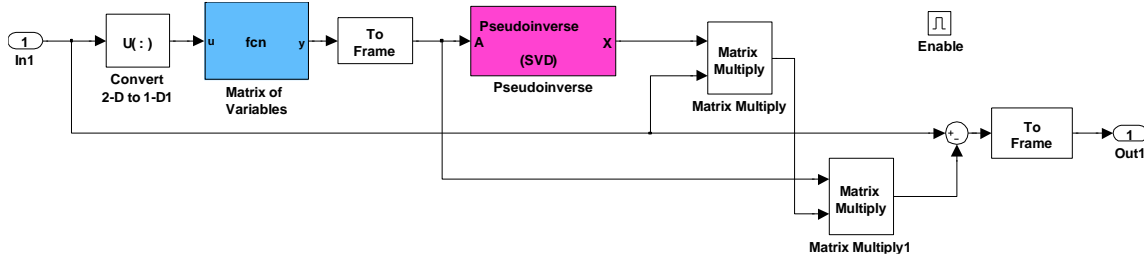 1
In1
U( : )
Convert
2-D to 1-D1
u
fcn
y
Matrix of
Variables
To
Frame
Pseudoinverse
A
X
(SVD)
Pseudoinverse
Matrix
Multiply
Matrix Multiply
Matrix
Multiply
Matrix Multiply1
Enable
+
−
To
Frame
1
Out1